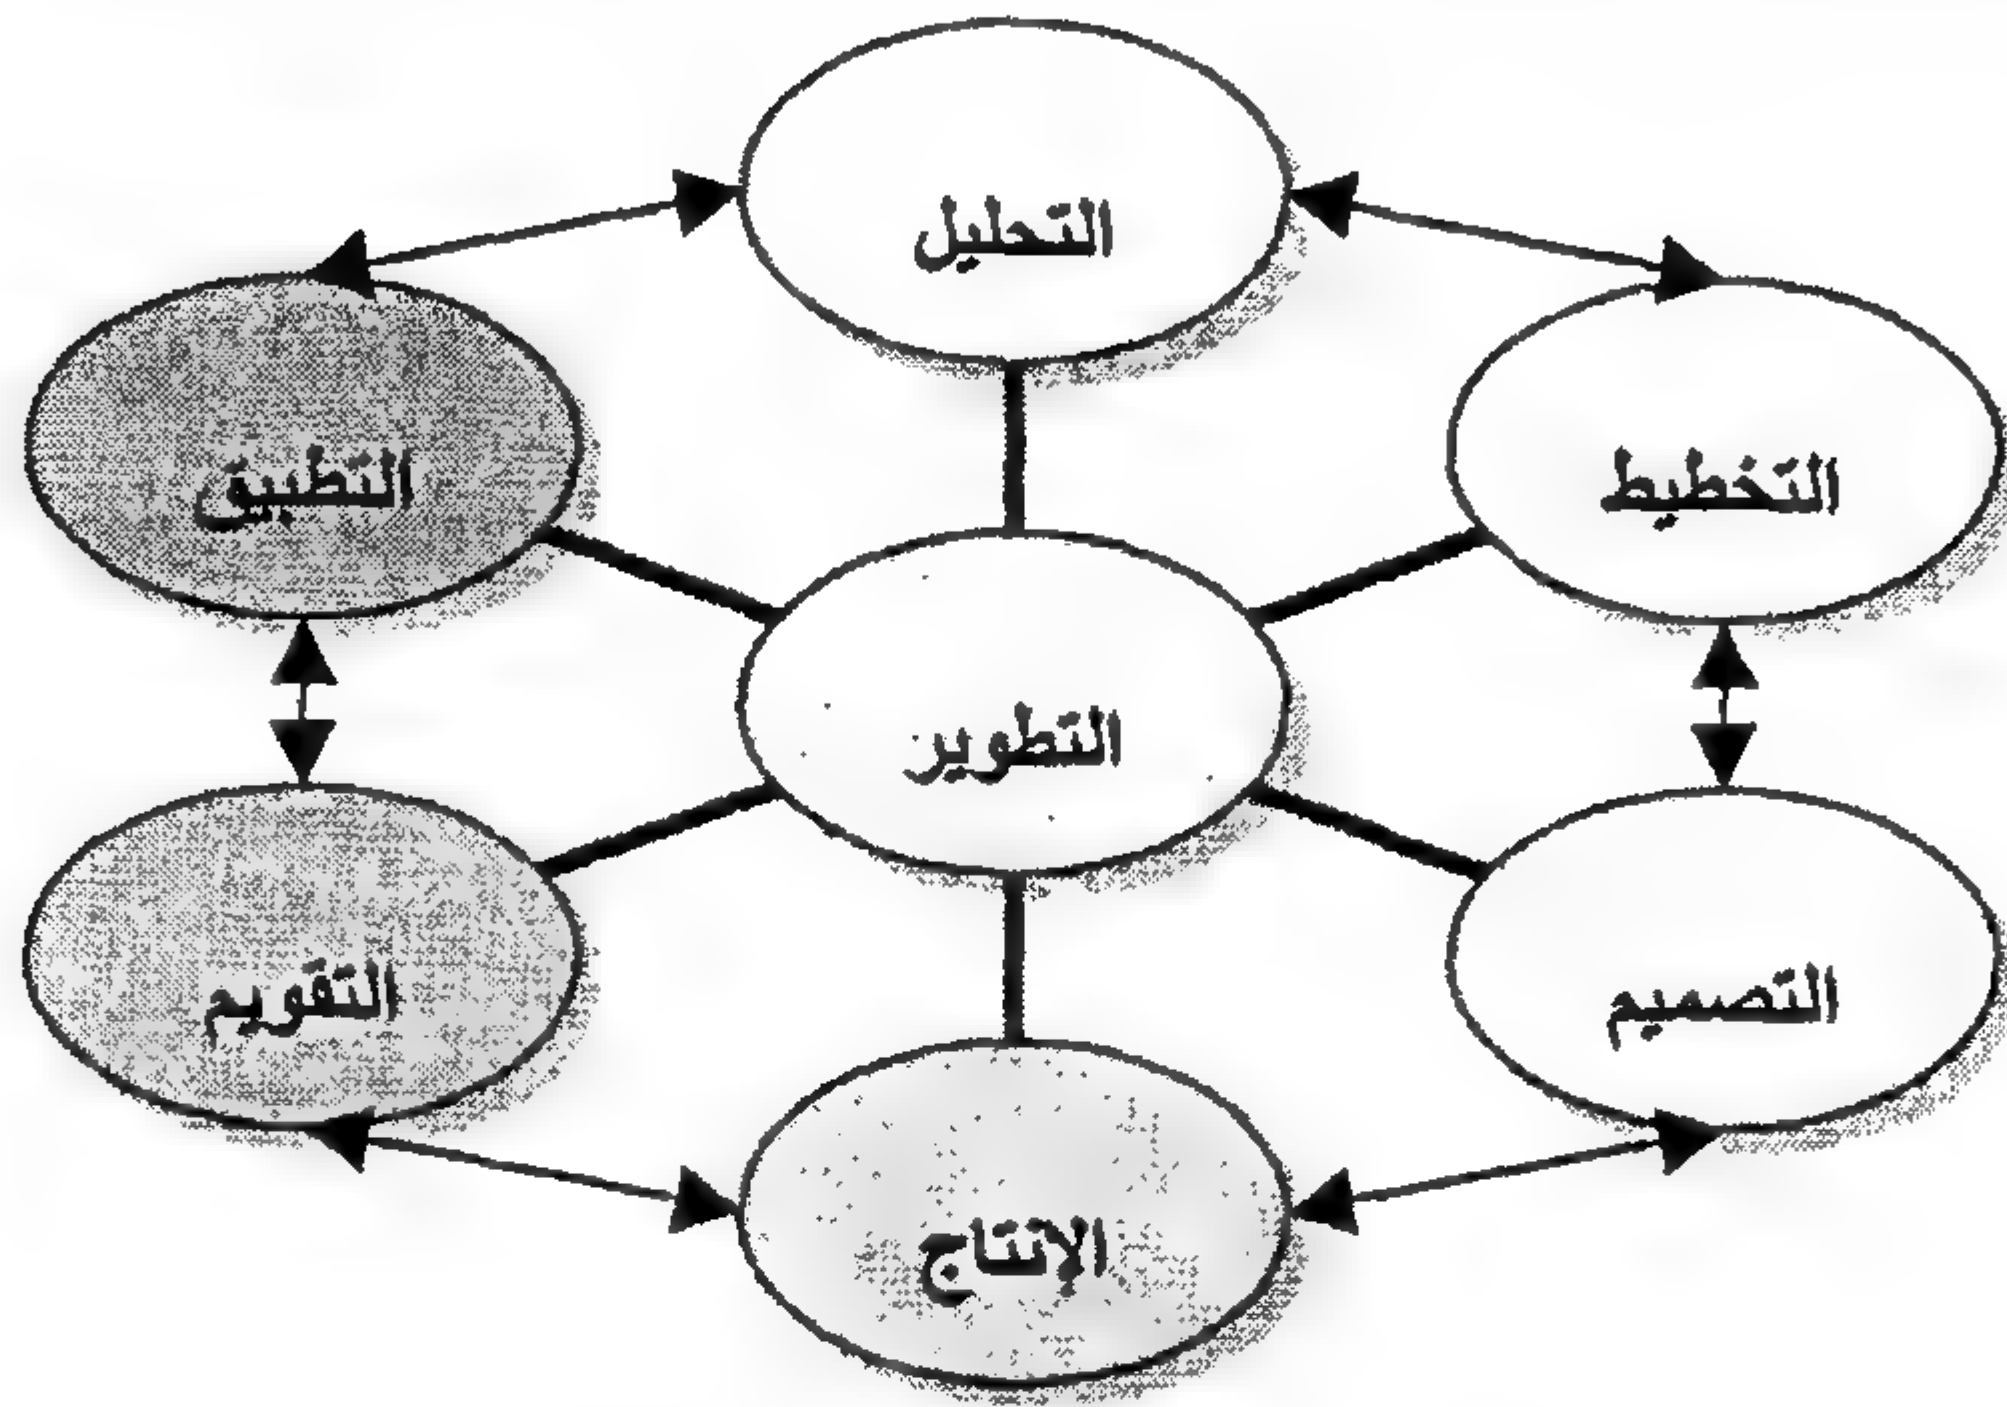 التحليل
التخطيط
التطبيق
التطوير
التصميم
التقويم
الإنتاج